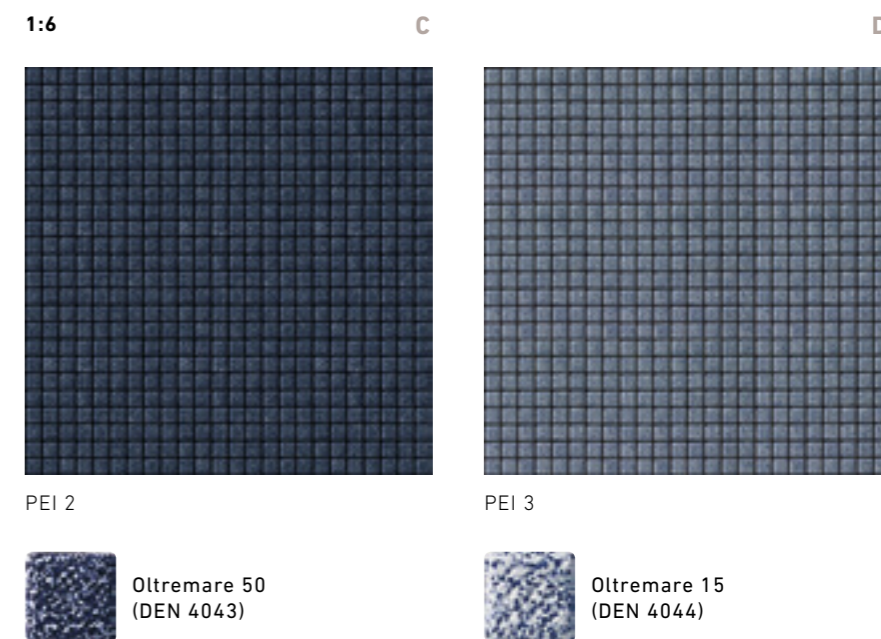 1:6
C
PEI 2
PEI 3
Oltremare 50
(DEN 4043)
Oltremare 15
(DEN 4044)